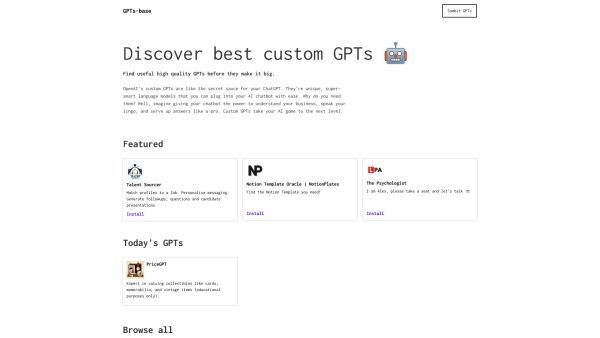 GPTs-base
Submit GPTs
Discover best custom GPTs 🤖
Find useful high quality GPTs before they make it big.
OpenAI's custom GPTs are like the secret sauce for your ChatGPT. They're unique, super-
smart language models that you can plug into your AI chatbot with ease. Why do you need
them? Well, imagine giving your chatbot the power to understand your business, speak your
lingo, and serve up answers like a pro. Custom GPTs take your AI game to the next level.
Featured
Talent Sourcer
Match profiles to a Job. Personalise messaging.
Generate followups, questions and candidate
presentations.
Install
NP
Notion Template Oracle | NotionPlates
Find the Notion Template you need!
Install
LPA
The Psychologist
I am Alex, please take a seat and let's talk
Install
Today's GPTs
PriceGPT
Expert in valuing collectibles like cards,
memorabilia, and vintage items (educational
purposes only).
Browse all